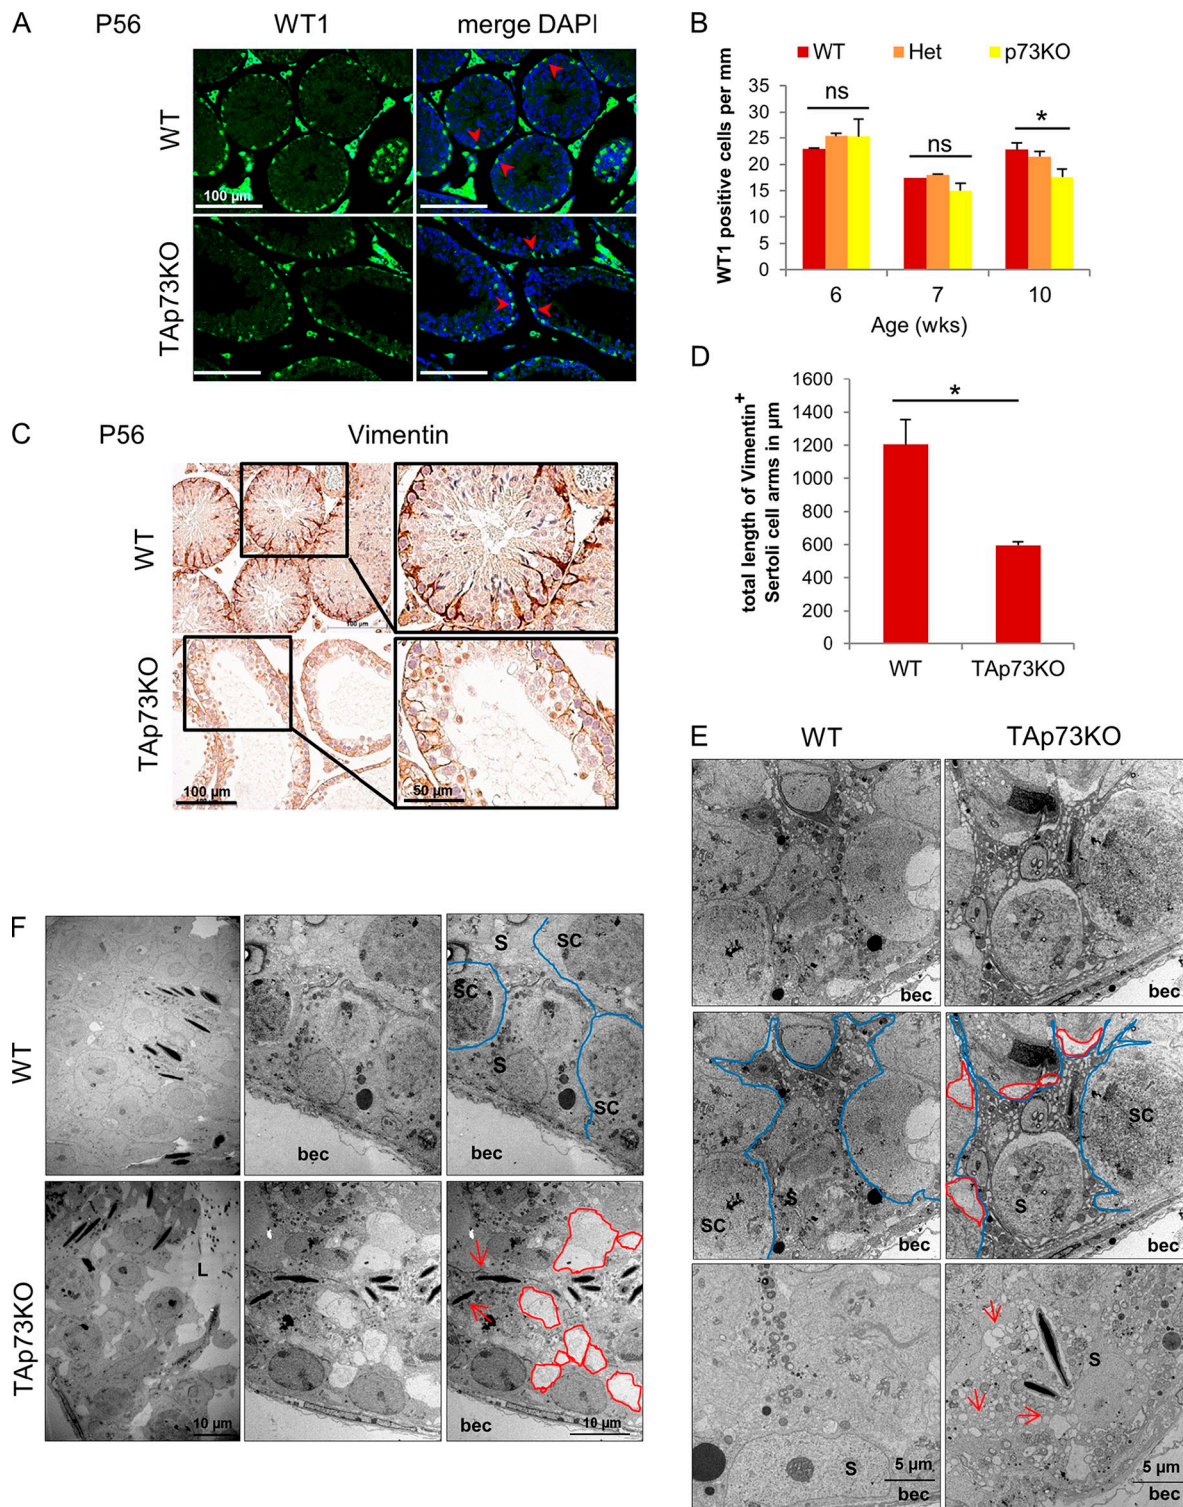 A
P56
WT1
merge DAPI
WT
100 µm
TAp73KO
B
WT
Het
p73KO
WT1 positive cells per mm
35
30
25
20
15
10
5
0
ns
ns
*
6
7
10
Age (wks)
C
P56
Vimentin
WT
100 µm
TAp73KO
100 µm
50 µm
D
total length of Vimentin+
Sertoli cell arms in µm
1600
1400
1200
1000
800
600
400
200
0
*
WT
TAp73KO
E
WT
TAp73KO
bec
bec
SC
S
bec
S
SC
bec
S
5 µm
bec
S
5 µm
bec
F
WT
bec
S
SC
SC
S
SC
bec
TAp73KO
L
10 µm
bec
10 µm